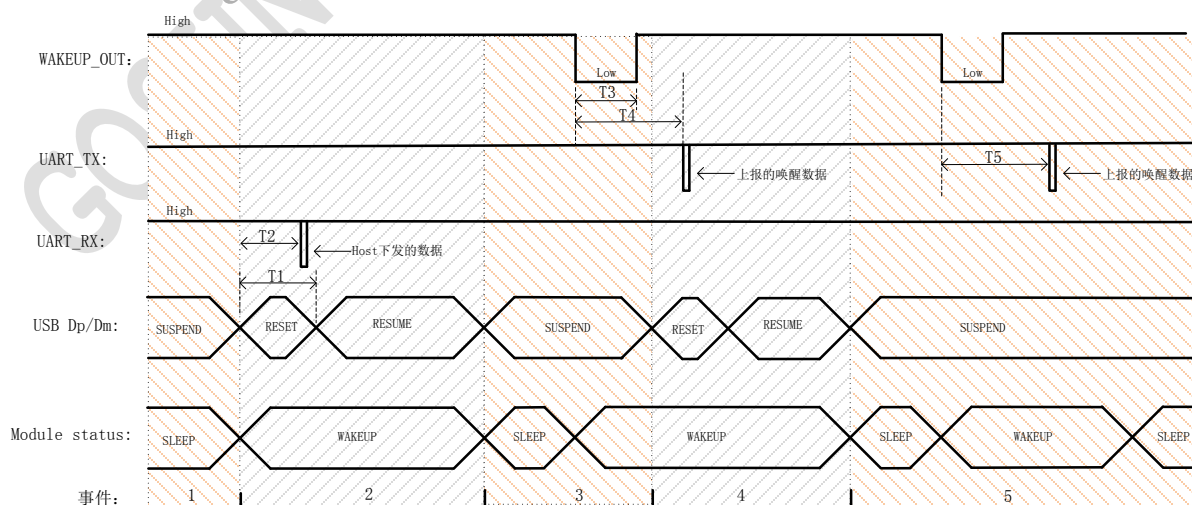 High
WAKEUP_OUT:
Low
Low
T3
T4
High
UART_TX:
上报的唤醒数据
T5
上报的唤醒数据
High
UART_RX:
T2
Host下发的数据
T1
USB Dp/Dm:
SUSPEND
RESET
RESUME
SUSPEND
RESET
RESUME
SUSPEND
Module status:
SLEEP
WAKEUP
SLEEP
WAKEUP
SLEEP
WAKEUP
SLEEP
事件:
1
2
3
4
5